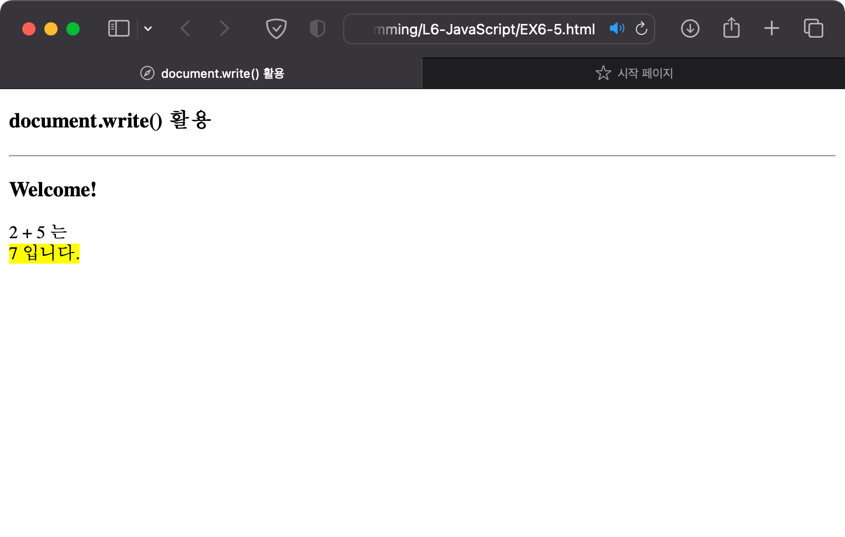 mming/L6-JavaScript/EX6-5.html
document.write() 활용
시작 페이지
document.write() 활용
Welcome!
2 + 5 는
7 입니다.